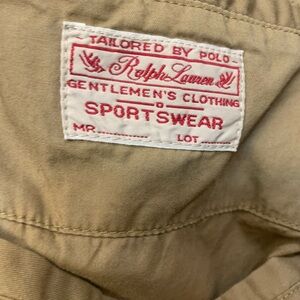 TAILORED BY POLO
Ralph Lauren
GENTLEMEN'S CLOTHING
SPORTSWEAR
MR............ LOT..........